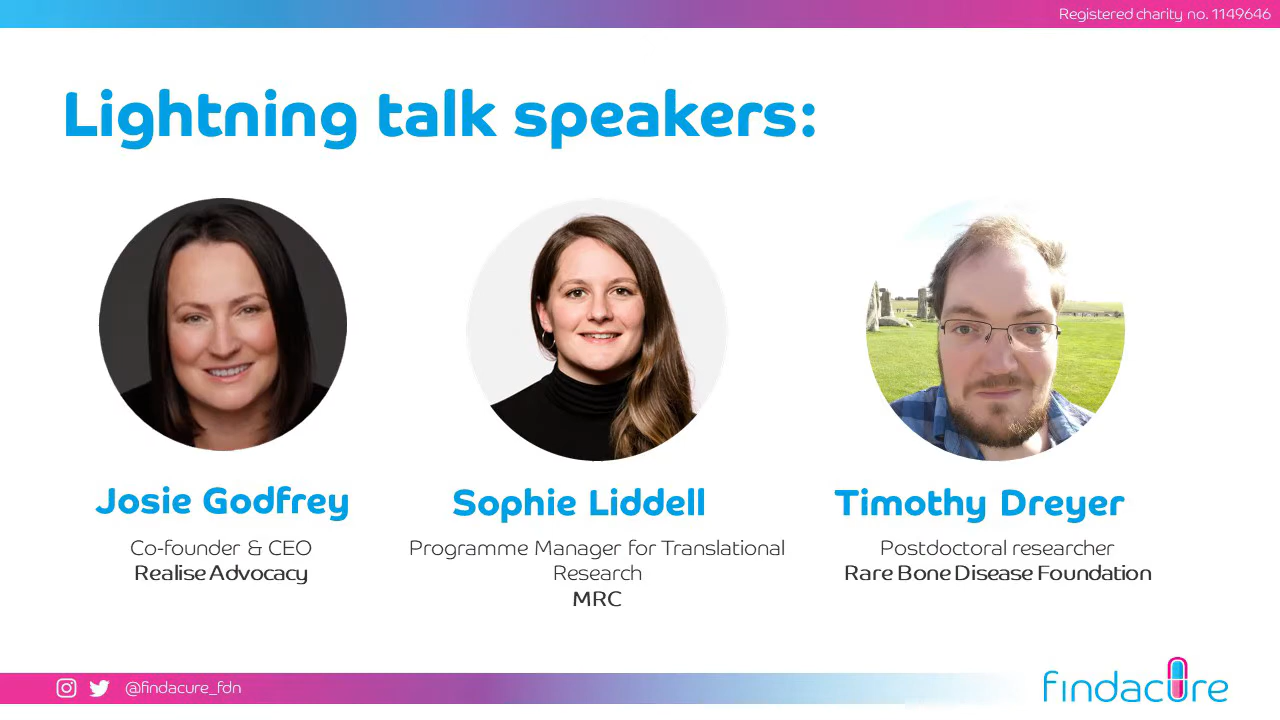 Registered charity no. 1149646
Lightning talk speakers:
Josie Godfrey
Co-founder & CEO
Realise Advocacy
Sophie Liddell
Programme Manager for Translational
Research
MRC
Timothy Dreyer
Postdoctoral researcher
Rare Bone Disease Foundation
@findacure_fdn
findacure